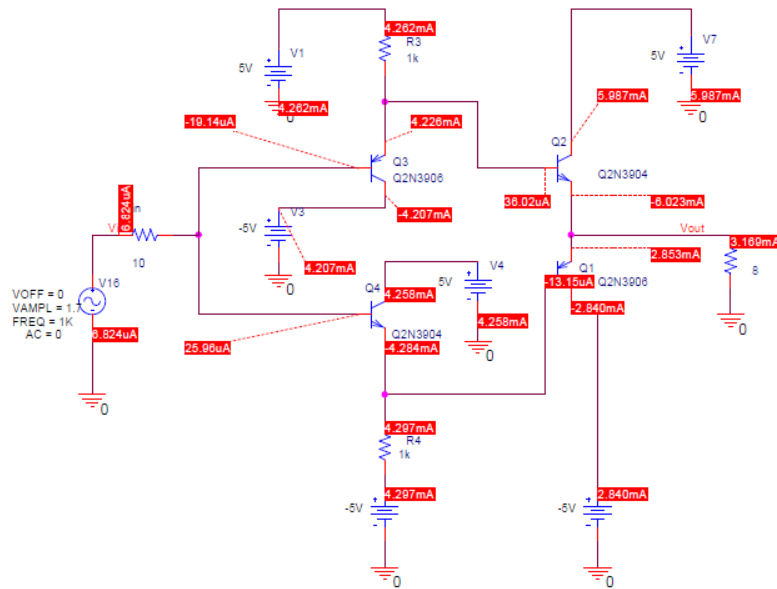 4.262mA
R3
1k
V1
5V
4.262mA
0
V7
5V
5.987mA
0
-19.14uA
4.226mA
Q3
Q2N3906
-4.207mA
Q2
5.987mA
Q2N3904
36.02uA
-6.023mA
V
6.824uA
n
10
V3
-5V
4.207mA
0
Vout
2.853mA
3.169mA
8
0
V16
VOFF = 0
VAMPL = 1.7
FREQ = 1K
AC = 0
6.824uA
0
Q4
4.258mA
V4
5V
4.258mA
0
Q1
Q2N3906
-13.15uA
-2.840mA
25.96uA
Q2N3904
-4.284mA
4.297mA
R4
1k
4.297mA
-5V
0
2.840mA
-5V
0